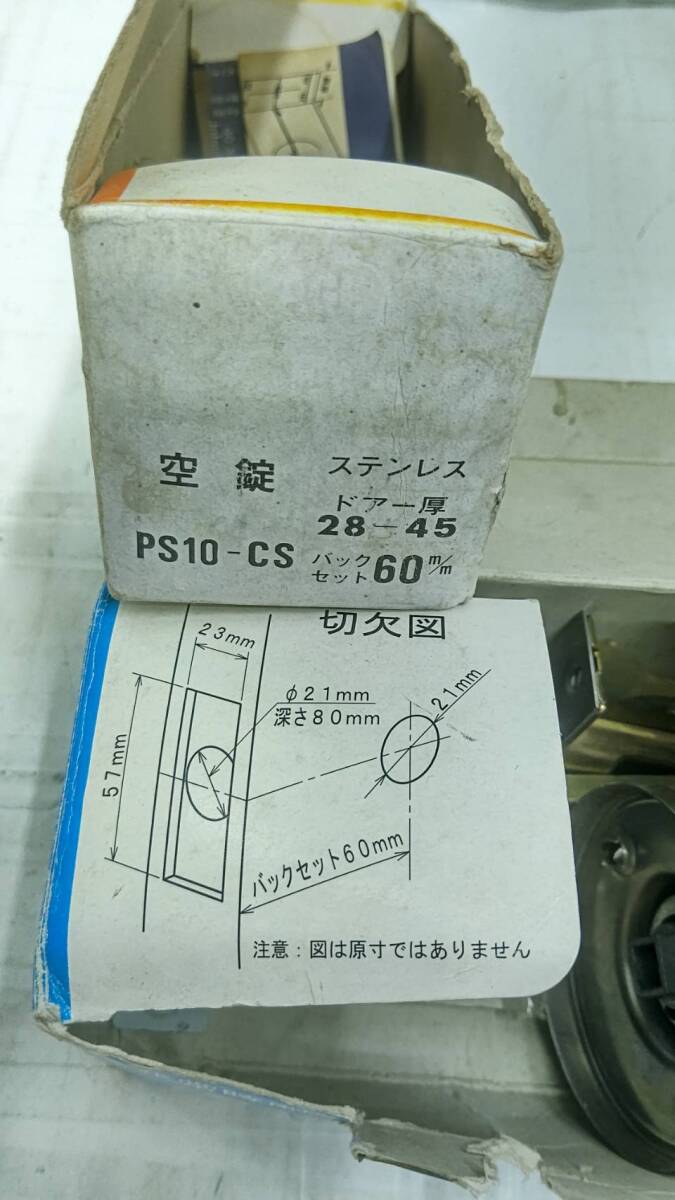 空錠
ステンレス
ドアー厚
28-45
PS10-CS
バック
セット
60m/m
切欠図
23mm
φ21mm
深さ80mm
21mm
57mm
バックセット60mm
注意：図は原寸ではありません